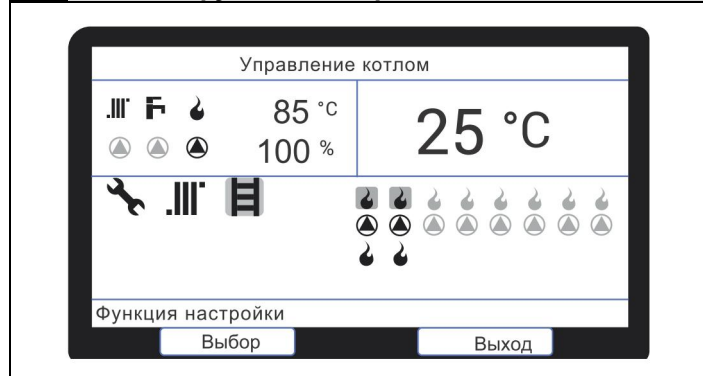 Управление котлом
85 °C
100 %
25 °C
Функция настройки
Выбор
Выход